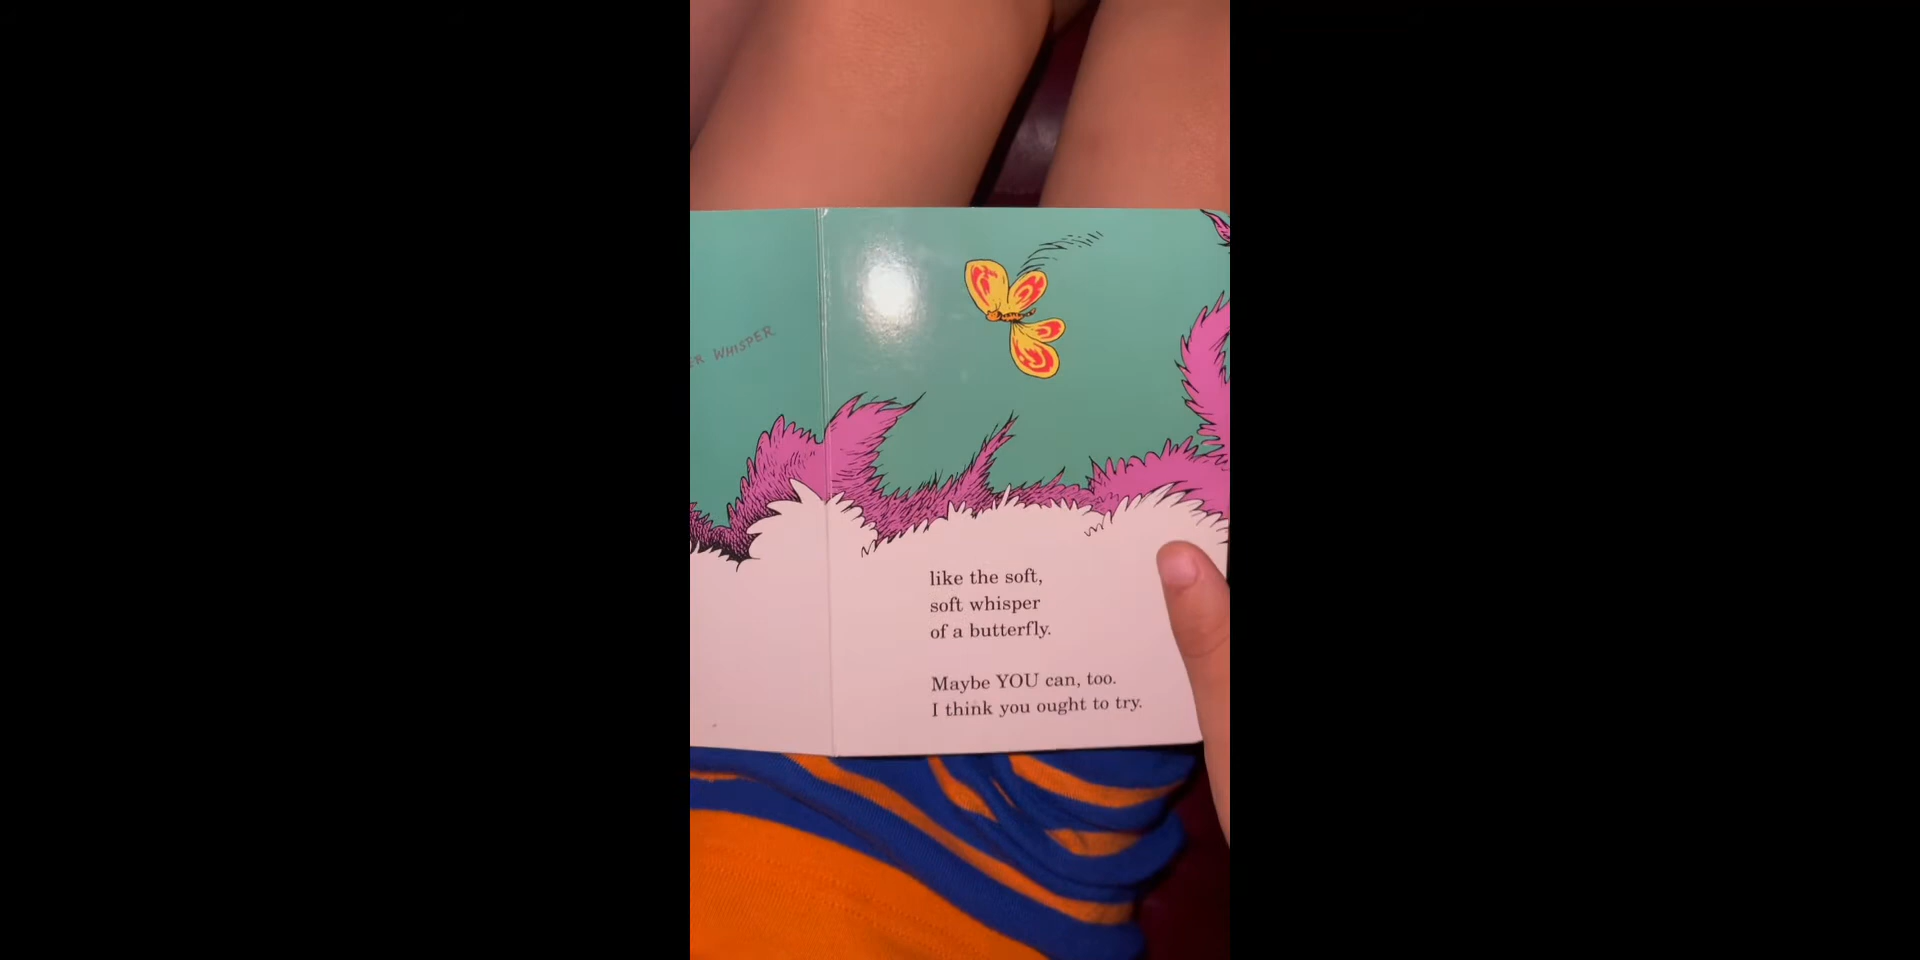 WHISPER
like the soft,
soft whisper
of a butterfly.
Maybe YOU can, too.
I think you ought to try.